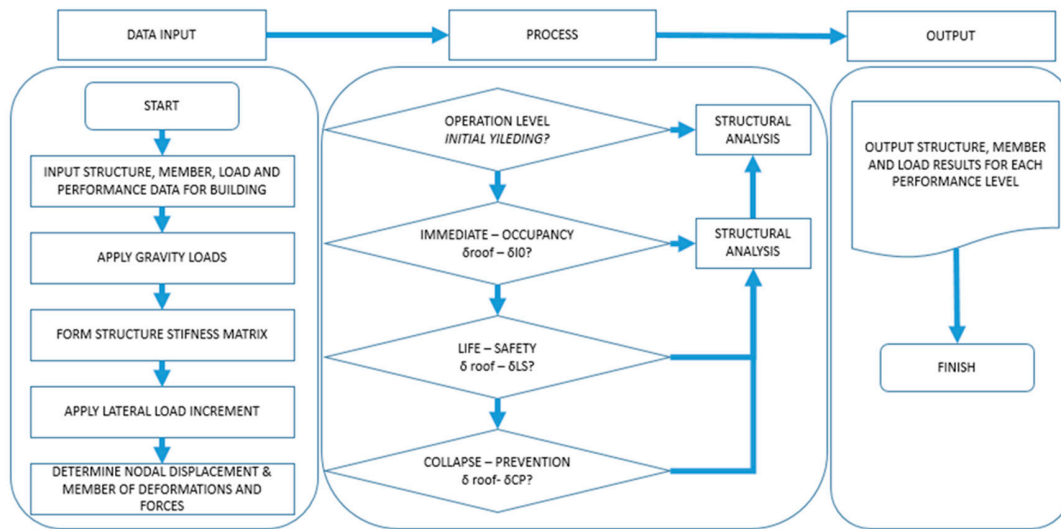 DATA INPUT
PROCESS
OUTPUT
START
INPUT STRUCTURE, MEMBER, LOAD AND
PERFORMANCE DATA FOR BUILDING
APPLY GRAVITY LOADS
FORM STRUCTURE STIFNESS MATRIX
APPLY LATERAL LOAD INCREMENT
DETERMINE NODAL DISPLACEMENT &
MEMBER OF DEFORMATIONS AND
FORCES
OPERATION LEVEL
INITIAL YILEDING?
STRUCTURAL
ANALYSIS
IMMEDIATE – OCCUPANCY
δroof – δI0?
STRUCTURAL
ANALYSIS
LIFE – SAFETY
δ roof – δLS?
COLLAPSE – PREVENTION
δ roof- δCP?
OUTPUT STRUCTURE, MEMBER
AND LOAD RESULTS FOR EACH
PERFORMANCE LEVEL
FINISH